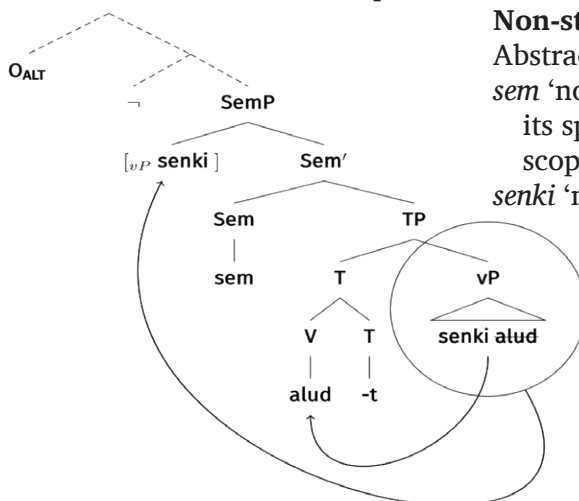 Non-st
Abstrac
O_ALT
¬ SemP
sem ‘no
[vP senki ] Sem′
its sp
scop
senki ‘n
Sem TP
sem T vP
V T senki alud
alud -t